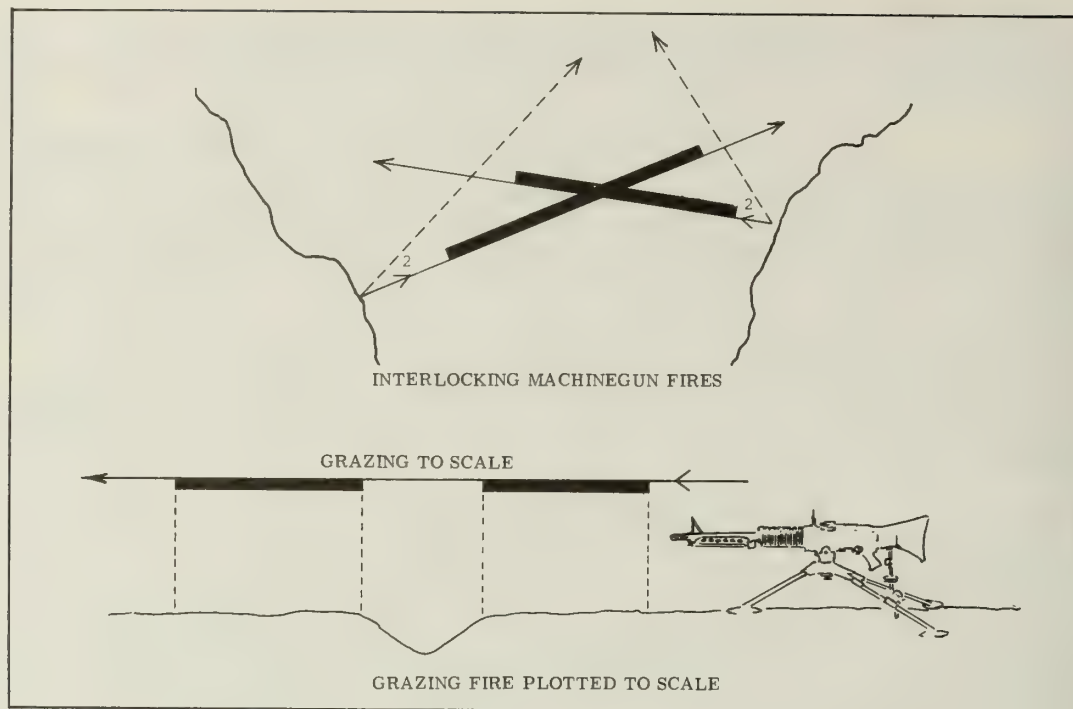 2
2
INTERLOCKING MACHINEGUN FIRES
GRAZING TO SCALE
GRAZING FIRE PLOTTED TO SCALE